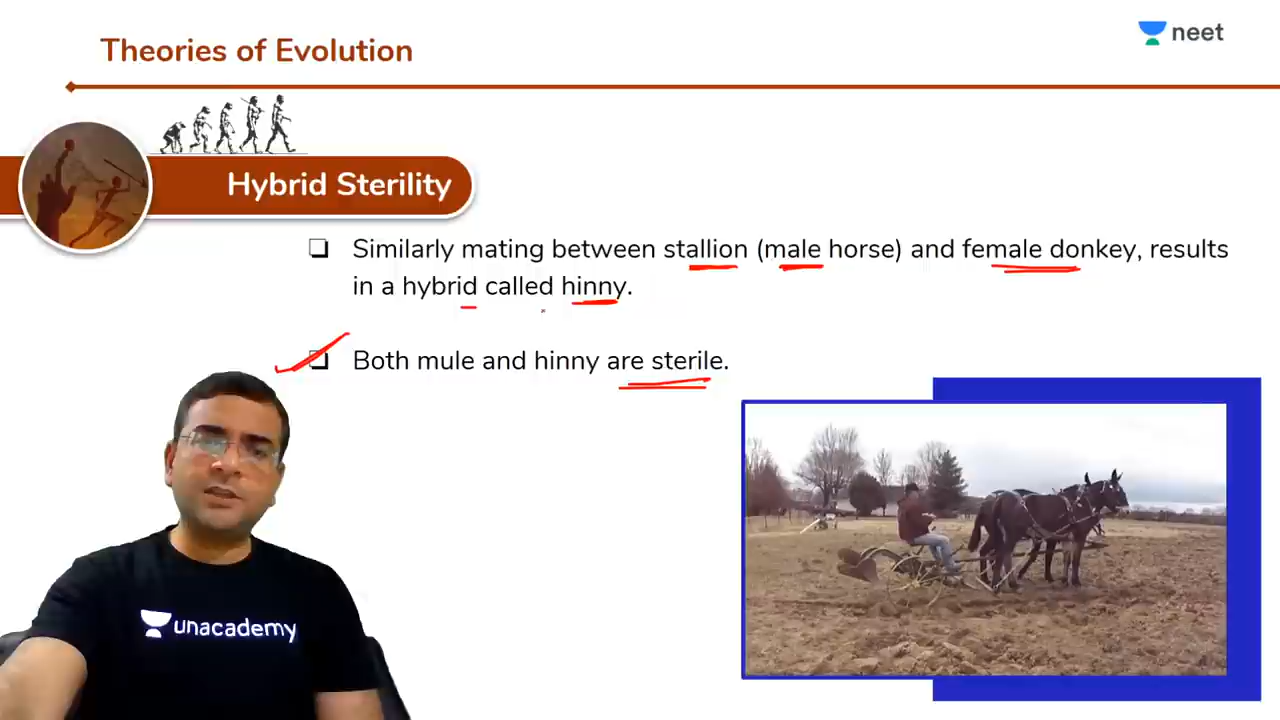 Theories of Evolution
neet
Hybrid Sterility
Similarly mating between stallion (male horse) and female donkey, results
in a hybrid called hinny.
Both mule and hinny are sterile.
unacademy